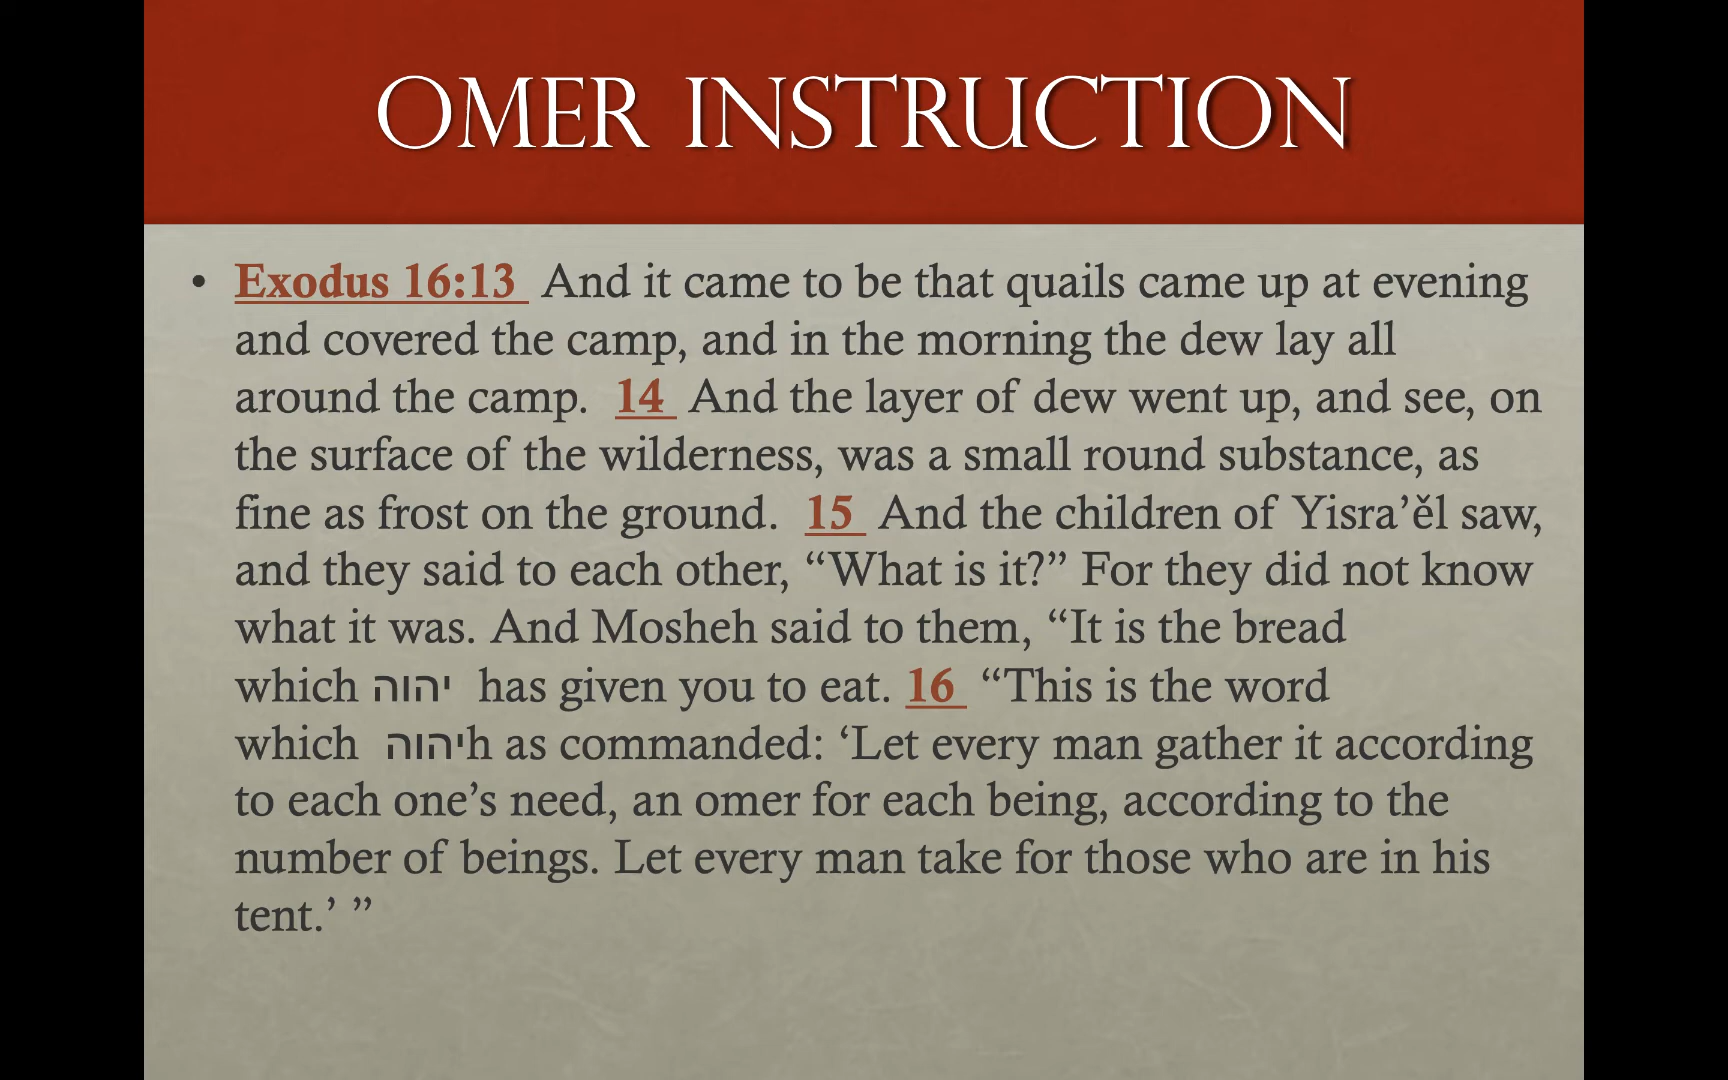 OMER INSTRUCTION
• Exodus 16:13 And it came to be that quails came up at evening
and covered the camp, and in the morning the dew lay all
around the camp. 14 And the layer of dew went up, and see, on
the surface of the wilderness, was a small round substance, as
fine as frost on the ground. 15 And the children of Yisra’ĕl saw,
and they said to each other, “What is it?” For they did not know
what it was. And Mosheh said to them, “It is the bread
which יהוה has given you to eat. 16 “This is the word
which יהוהh as commanded: ‘Let every man gather it according
to each one’s need, an omer for each being, according to the
number of beings. Let every man take for those who are in his
tent.’ ”